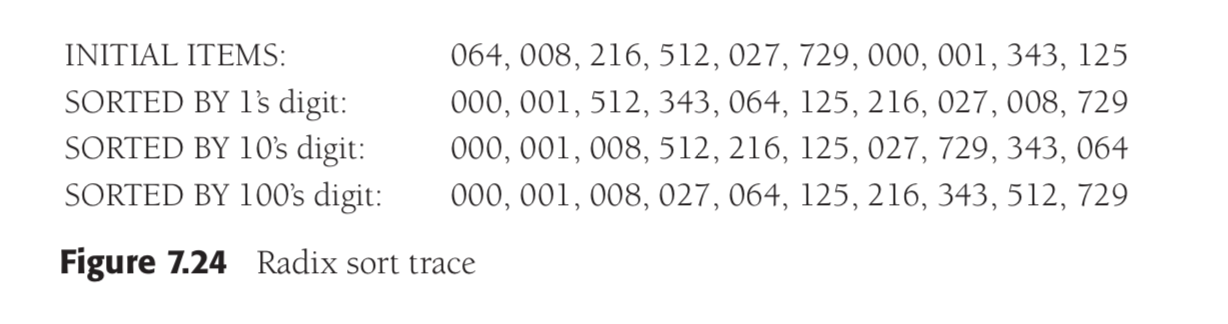 INITIAL ITEMS: 064, 008, 216, 512, 027, 729, 000, 001, 343, 125
SORTED BY 1’s digit: 000, 001, 512, 343, 064, 125, 216, 027, 008, 729
SORTED BY 10’s digit: 000, 001, 008, 512, 216, 125, 027, 729, 343, 064
SORTED BY 100’s digit: 000, 001, 008, 027, 064, 125, 216, 343, 512, 729
Figure 7.24 Radix sort trace